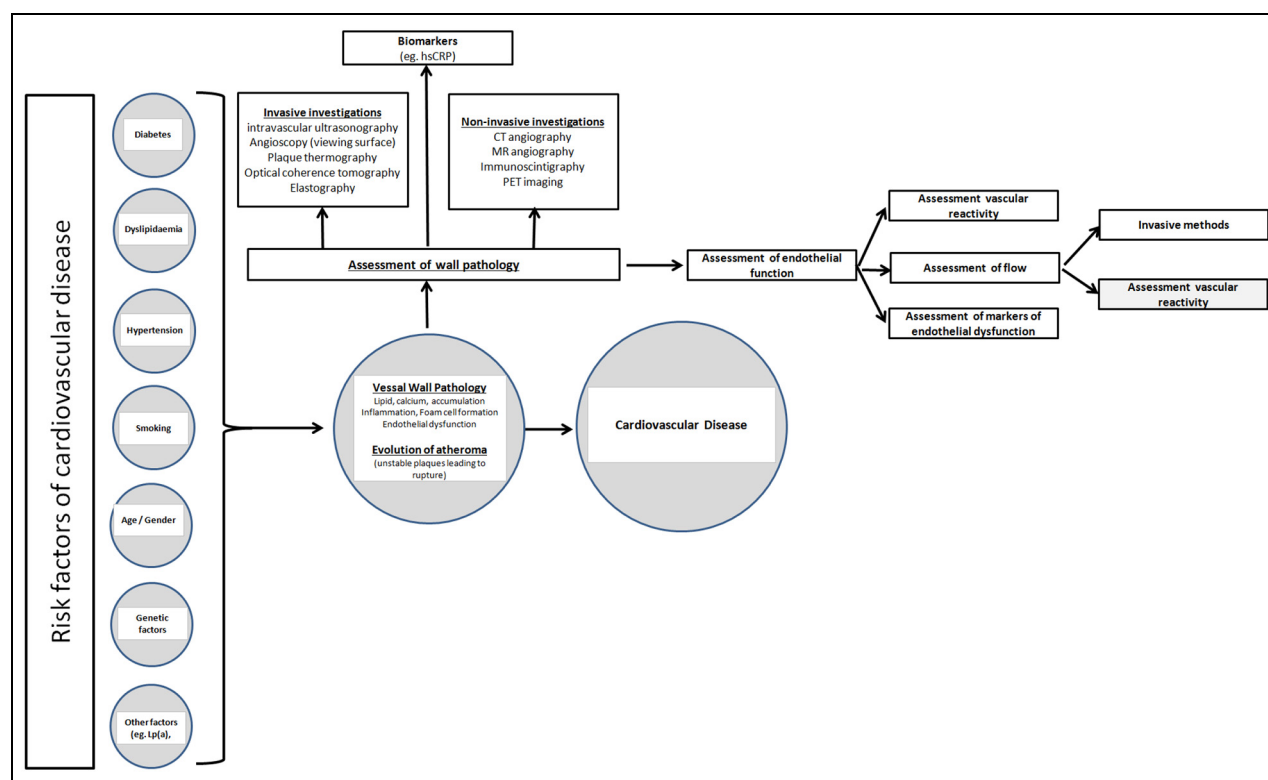 Risk factors of cardiovascular disease
Diabetes
Dyslipidaemia
Hypertension
Smoking
Age / Gender
Genetic
factors
Other factors
(eg. Lp(a),
Biomarkers
(eg. hsCRP)
Invasive investigations
intravascular ultrasonography
Angioscopy (viewing surface)
Plaque thermography
Optical coherence tomography
Elastography
Non-invasive investigations
CT angiography
MR angiography
Immunoscintigraphy
PET imaging
Assessment of wall pathology
Vessal Wall Pathology
Lipid, calcium, accumulation
Inflammation, Foam cell formation
Endothelial dysfunction
Evolution of atheroma
(unstable plaques leading to
rupture)
Cardiovascular Disease
Assessment of endothelial
function
Assessment vascular
reactivity
Assessment of flow
Assessment of markers of
endothelial dysfunction
Invasive methods
Assessment vascular
reactivity